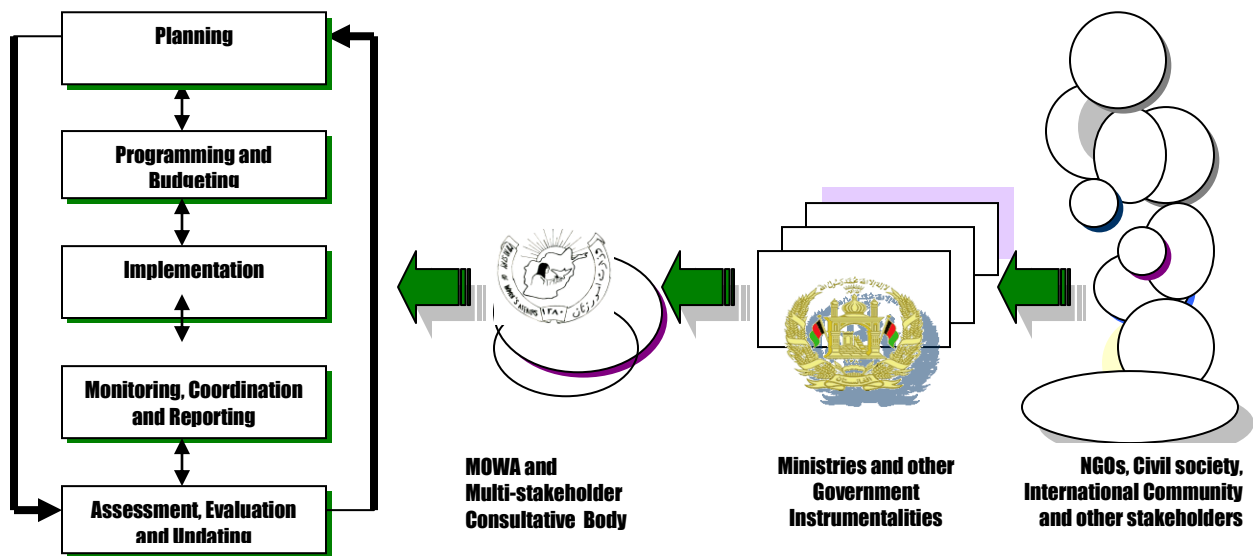 Planning
Programming and
Budgeting
Implementation
Monitoring, Coordination
and Reporting
Assessment, Evaluation
and Updating
MOWA and
Multi-stakeholder
Consultative Body
Ministries and other
Government
Instrumentalities
NGOs, Civil society,
International Community
and other stakeholders